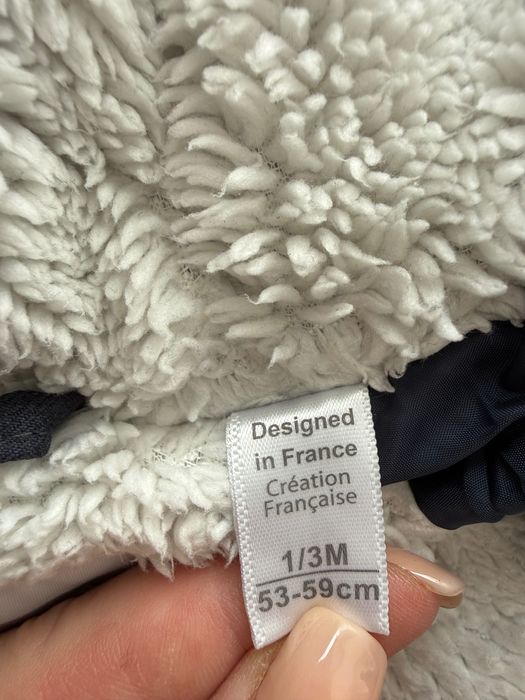 Designed
in France
Création
Française
1/3M
53-59cm